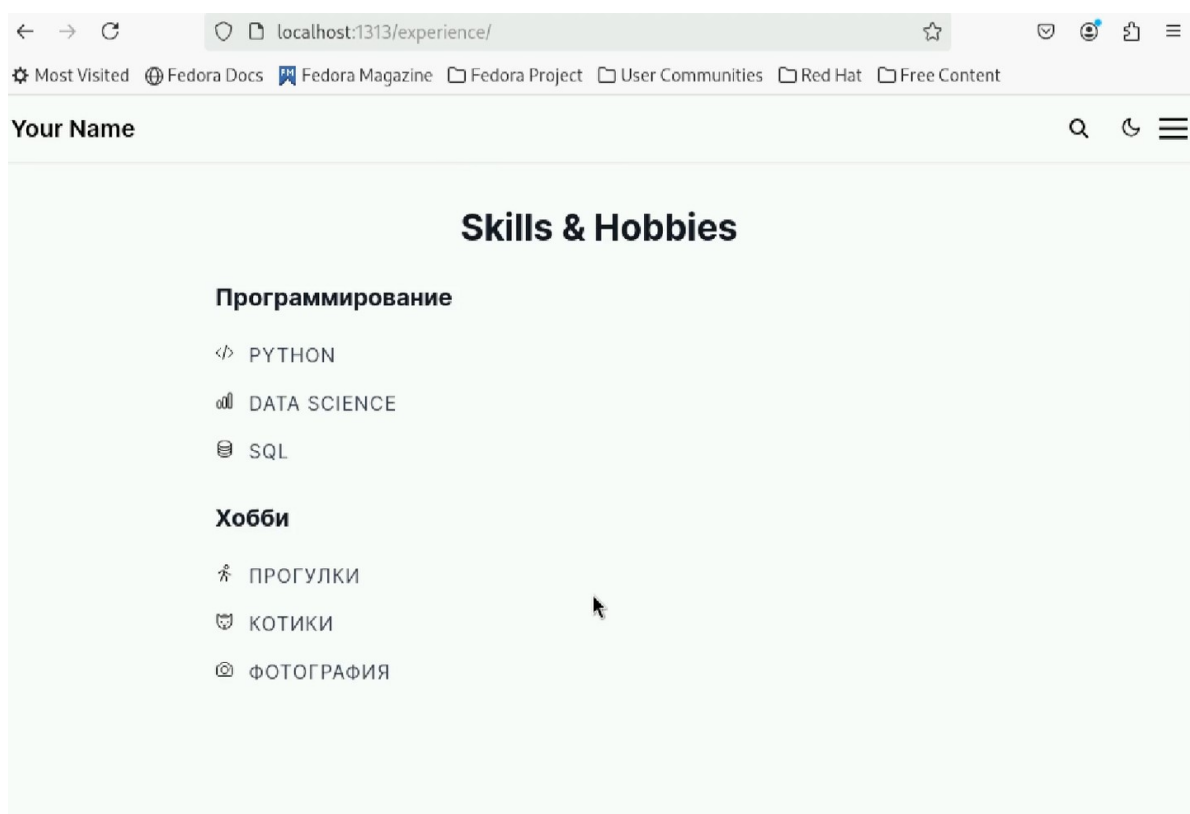 localhost:1313/experience/
Most Visited Fedora Docs Fedora Magazine Fedora Project User Communities Red Hat Free Content
Your Name
Skills & Hobbies
Программирование
PYTHON
DATA SCIENCE
SQL
Хобби
ПРОГУЛКИ
КОТИКИ
ФОТОГРАФИЯ